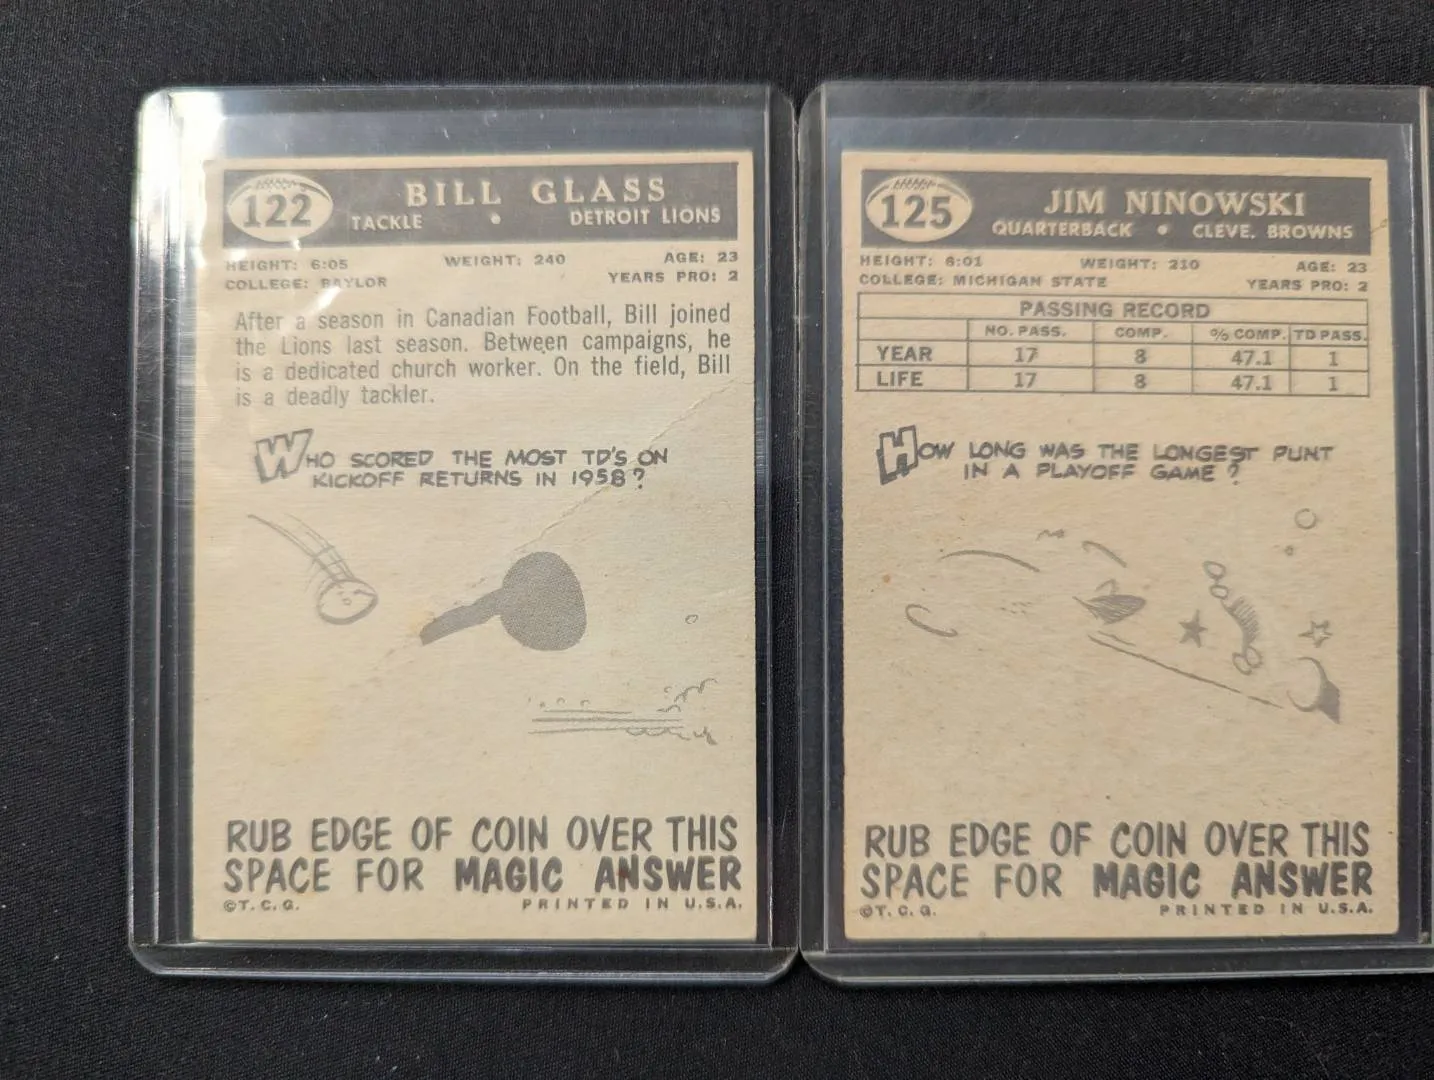 122
BILL GLASS
TACKLE • DETROIT LIONS
HEIGHT: 6:05 WEIGHT: 240 AGE: 23
COLLEGE: BAYLOR YEARS PRO: 2
After a season in Canadian Football, Bill joined
the Lions last season. Between campaigns, he
is a dedicated church worker. On the field, Bill
is a deadly tackler.
WHO SCORED THE MOST TD'S ON
KICKOFF RETURNS IN 1958?
RUB EDGE OF COIN OVER THIS
SPACE FOR MAGIC ANSWER
©T. C. G. PRINTED IN U.S.A.
125
JIM NINOWSKI
QUARTERBACK • CLEVE. BROWNS
HEIGHT: 6:01 WEIGHT: 210 AGE: 23
COLLEGE: MICHIGAN STATE YEARS PRO: 2
PASSING RECORD
NO. PASS. COMP. % COMP. TD PASS.
YEAR 17 8 47.1 1
LIFE 17 8 47.1 1
HOW LONG WAS THE LONGEST PUNT
IN A PLAYOFF GAME?
RUB EDGE OF COIN OVER THIS
SPACE FOR MAGIC ANSWER
©T. C. G. PRINTED IN U.S.A.